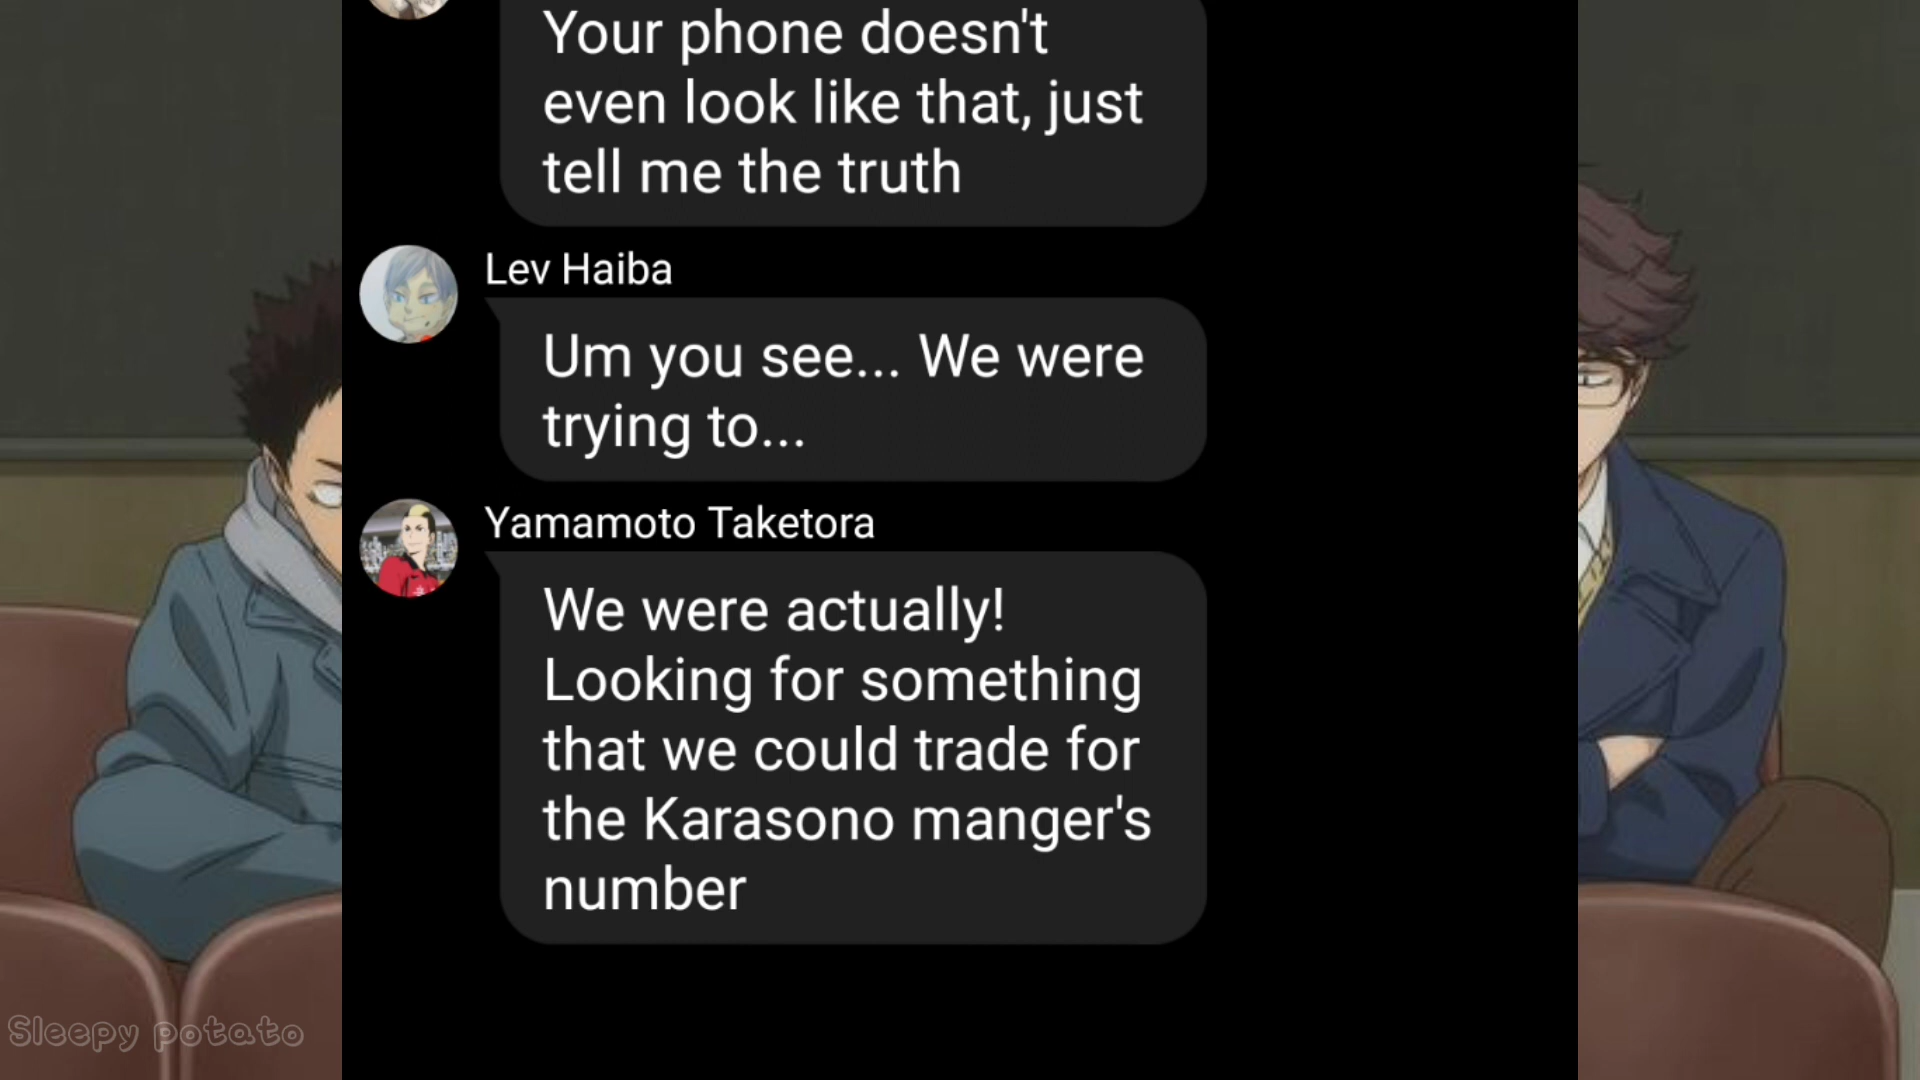 Your phone doesn't
even look like that, just
tell me the truth
Lev Haiba
Um you see... We were
trying to...
Yamamoto Taketora
We were actually!
Looking for something
that we could trade for
the Karasono manger's
number
Sleepy potato